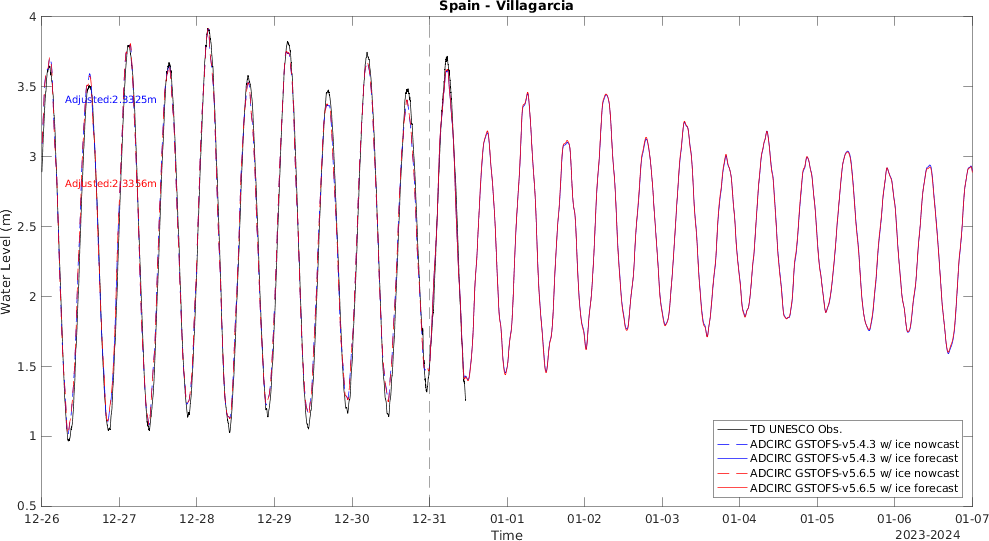 Spain - Villagarcia
4
3.5
3
2.5
2
1.5
1
0.5
Water Level (m)
Adjusted:2.3325m
Adjusted:2.3356m
TD UNESCO Obs.
ADCIRC GSTOFS-v5.4.3 w/ ice nowcast
ADCIRC GSTOFS-v5.4.3 w/ ice forecast
ADCIRC GSTOFS-v5.6.5 w/ ice nowcast
ADCIRC GSTOFS-v5.6.5 w/ ice forecast
12-26 12-27 12-28 12-29 12-30 12-31 01-01 01-02 01-03 01-04 01-05 01-06 01-07
Time
2023-2024